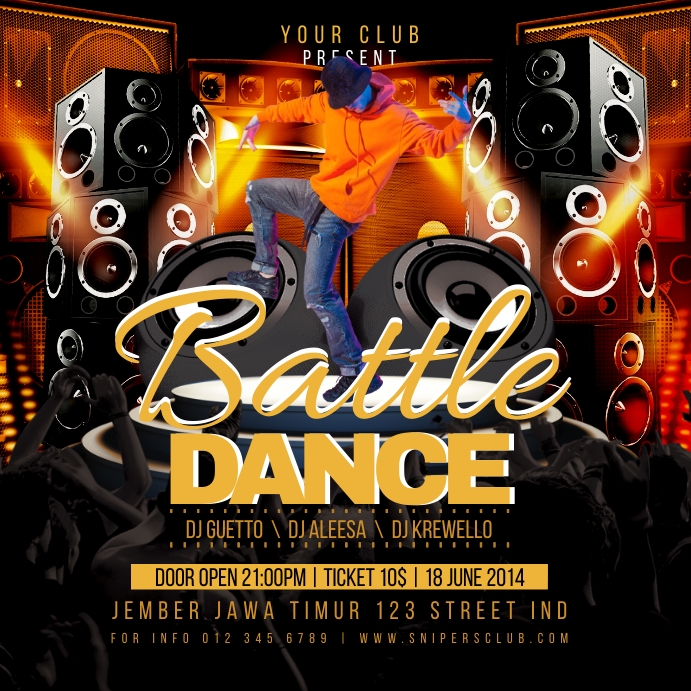 YOUR CLUB
PRESENT
Battle
DANCE
DJ GUETTO \ DJ ALEESA \ DJ KREWELLO
DOOR OPEN 21:00PM | TICKET 10$ | 18 JUNE 2014
JEMBER JAWA TIMUR 123 STREET IND
FOR INFO 012 345 6789 | WWW.SNIPERSCLUB.COM